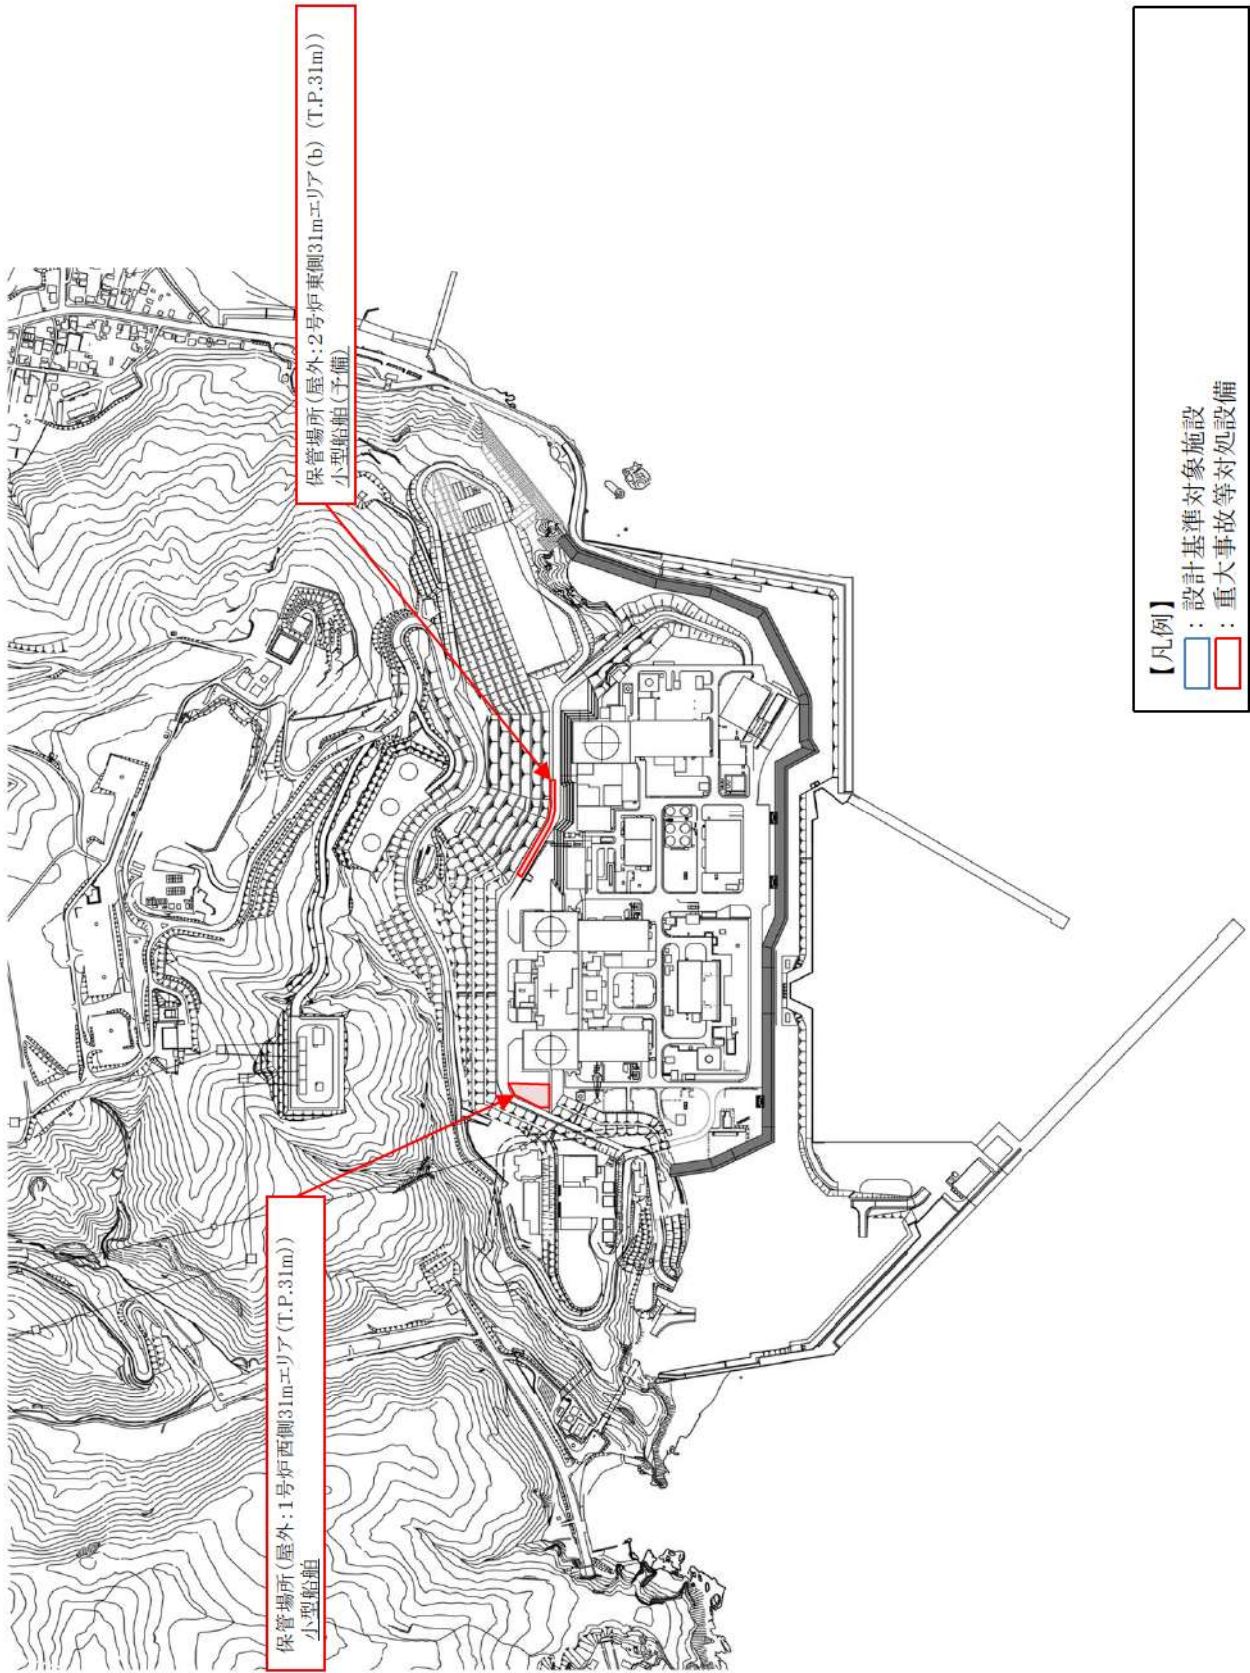 保管場所(屋外:1号炉西側31mエリア(T.P.31m))
小型船舶
保管場所(屋外:2号炉東側31mエリア(b)(T.P.31m))
小型船舶(予備)
【凡例】
:設計基準対象施設
:重大事故等対処設備